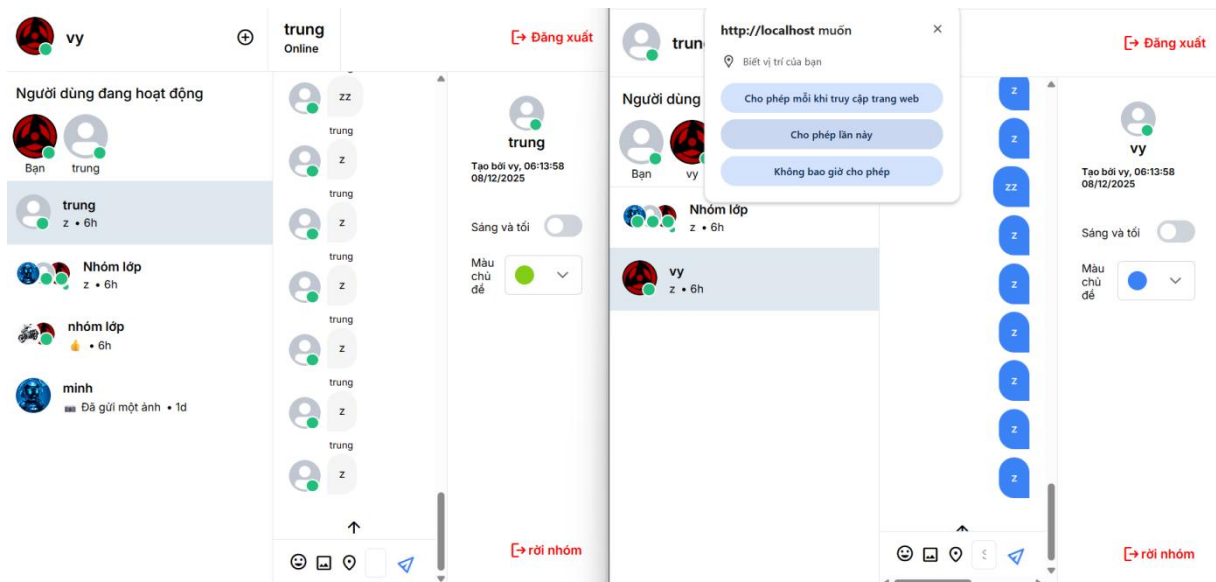 vy
trung
Online
Đăng xuất
Người dùng đang hoạt động
Bạn
trung
trung
z • 6h
Nhóm lớp
z • 6h
nhóm lớp
👍 • 6h
minh
📷 Đã gửi một ảnh • 1d
zz
trung
z
trung
z
trung
z
trung
z
trung
z
trung
z
trung
Tạo bởi vy, 06:13:58
08/12/2025
Sáng và tối
Màu
chủ
đề
rời nhóm
trun
http://localhost muốn
Biết vị trí của bạn
Cho phép mỗi khi truy cập trang web
Cho phép lần này
Không bao giờ cho phép
Đăng xuất
Người dùng
Bạn
vy
Nhóm lớp
z • 6h
vy
z • 6h
z
z
zz
z
z
z
z
z
z
vy
Tạo bởi vy, 06:13:58
08/12/2025
Sáng và tối
Màu
chủ
đề
rời nhóm